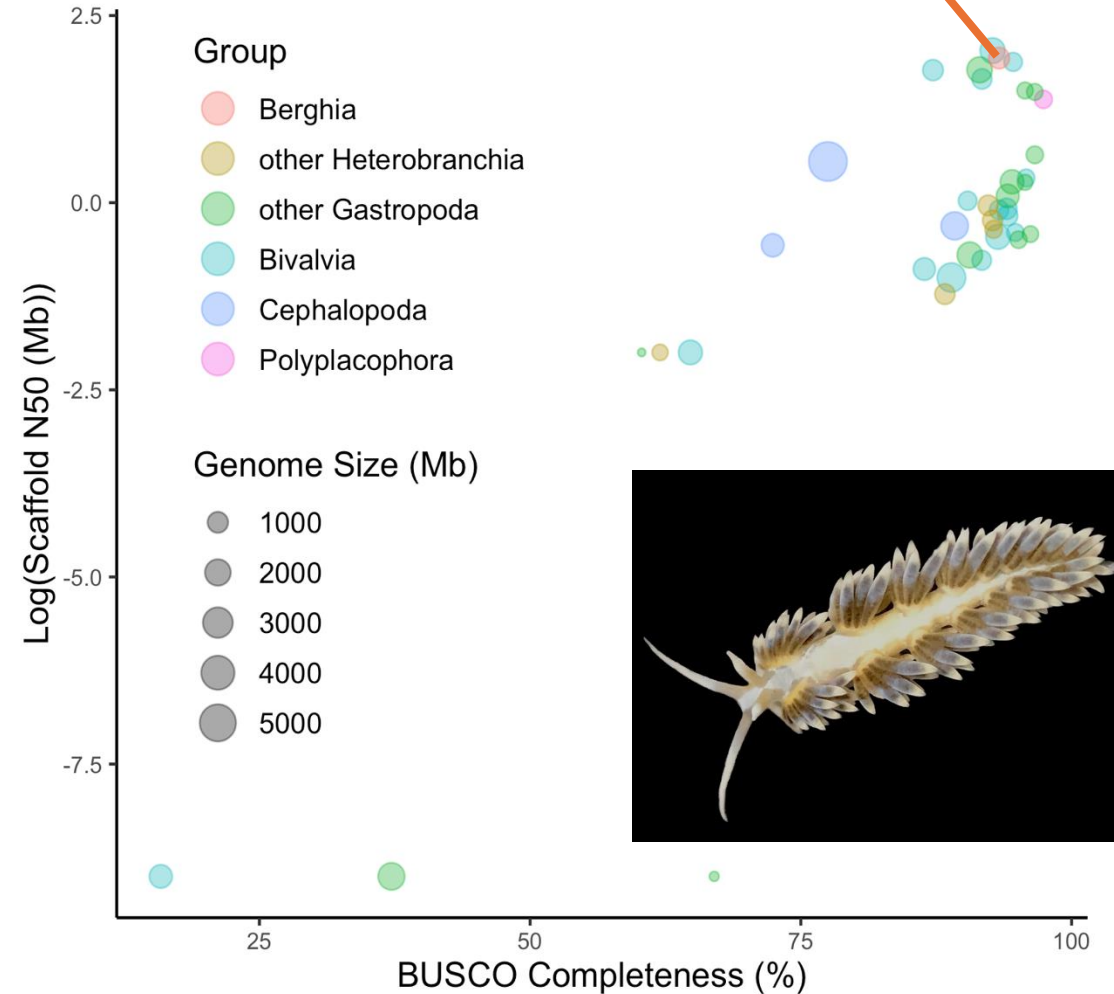 Log(Scaffold N50 (Mb))
2.5
0.0
-2.5
-5.0
-7.5
Group
Berghia
other Heterobranchia
other Gastropoda
Bivalvia
Cephalopoda
Polyplacophora
Genome Size (Mb)
1000
2000
3000
4000
5000
25 50 75 100
BUSCO Completeness (%)